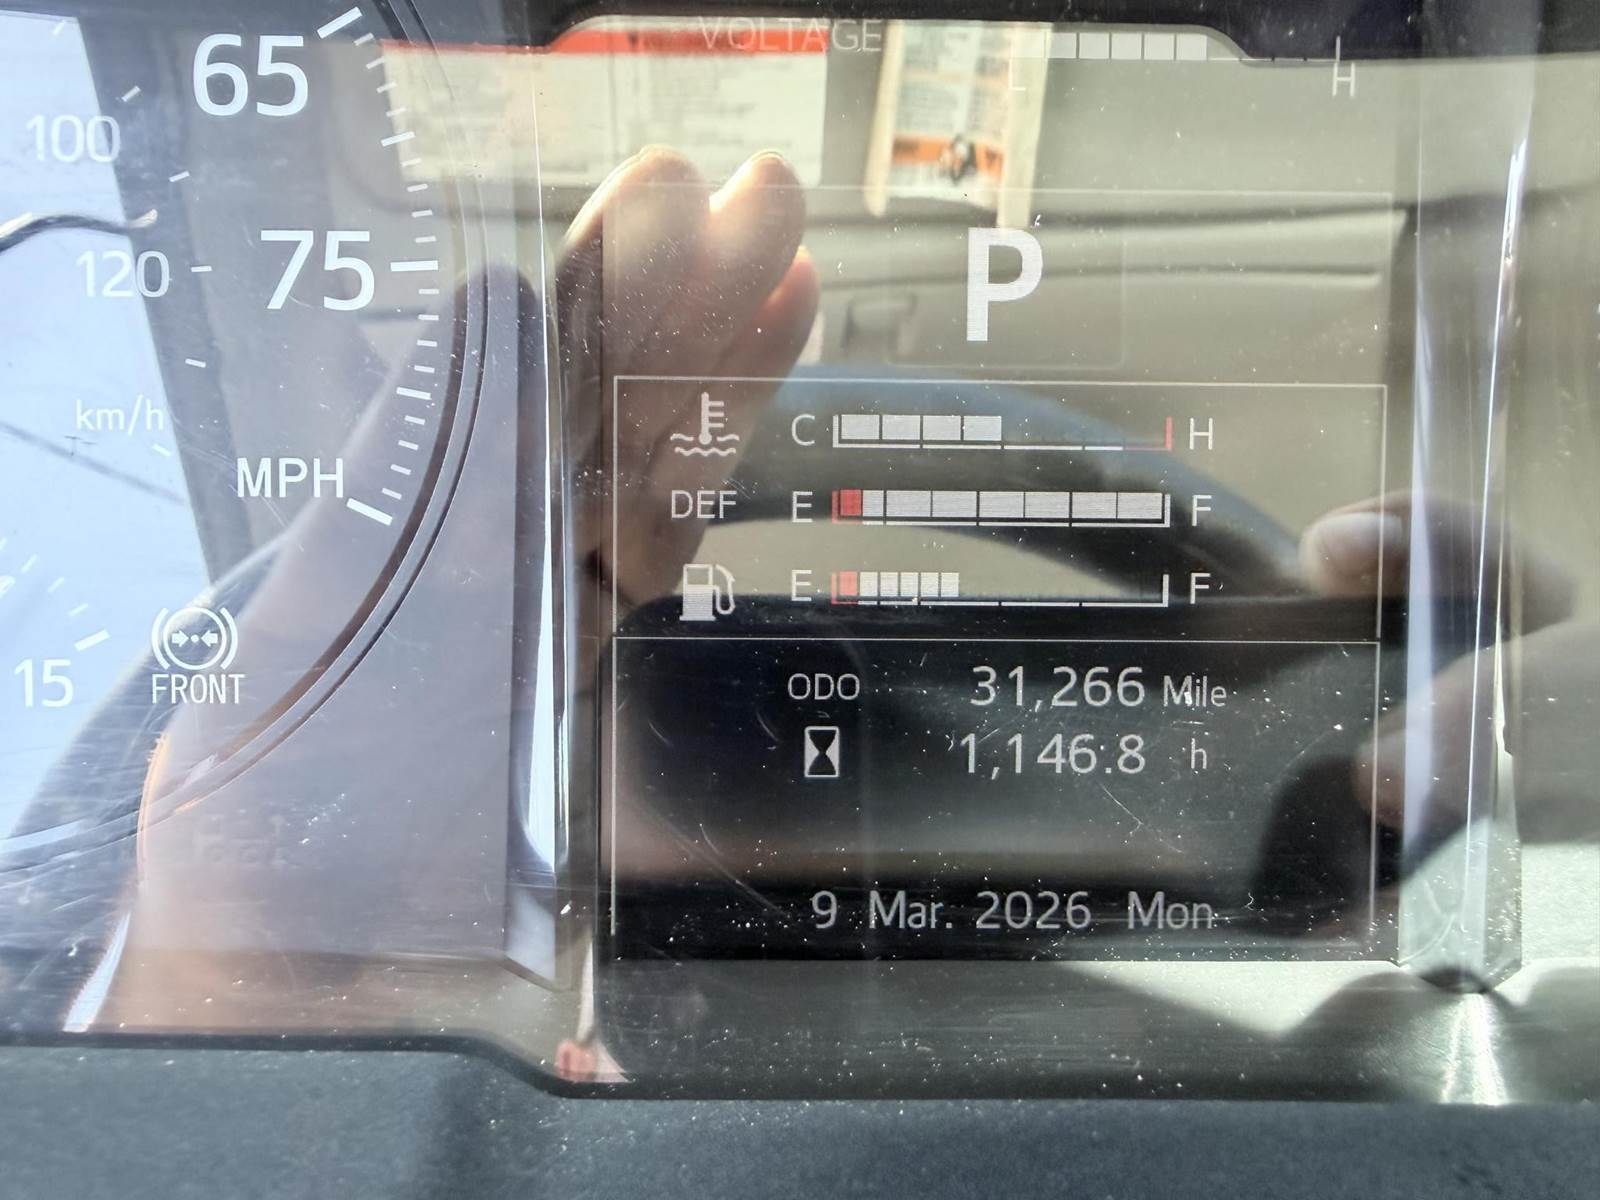 VOLTAGE
L H
65
100
P
75
120
km/h
C H
MPH
DEF E F
E F
15
FRONT
ODO 31,266 Mile
1,146.8 h
9 Mar. 2026 Mon